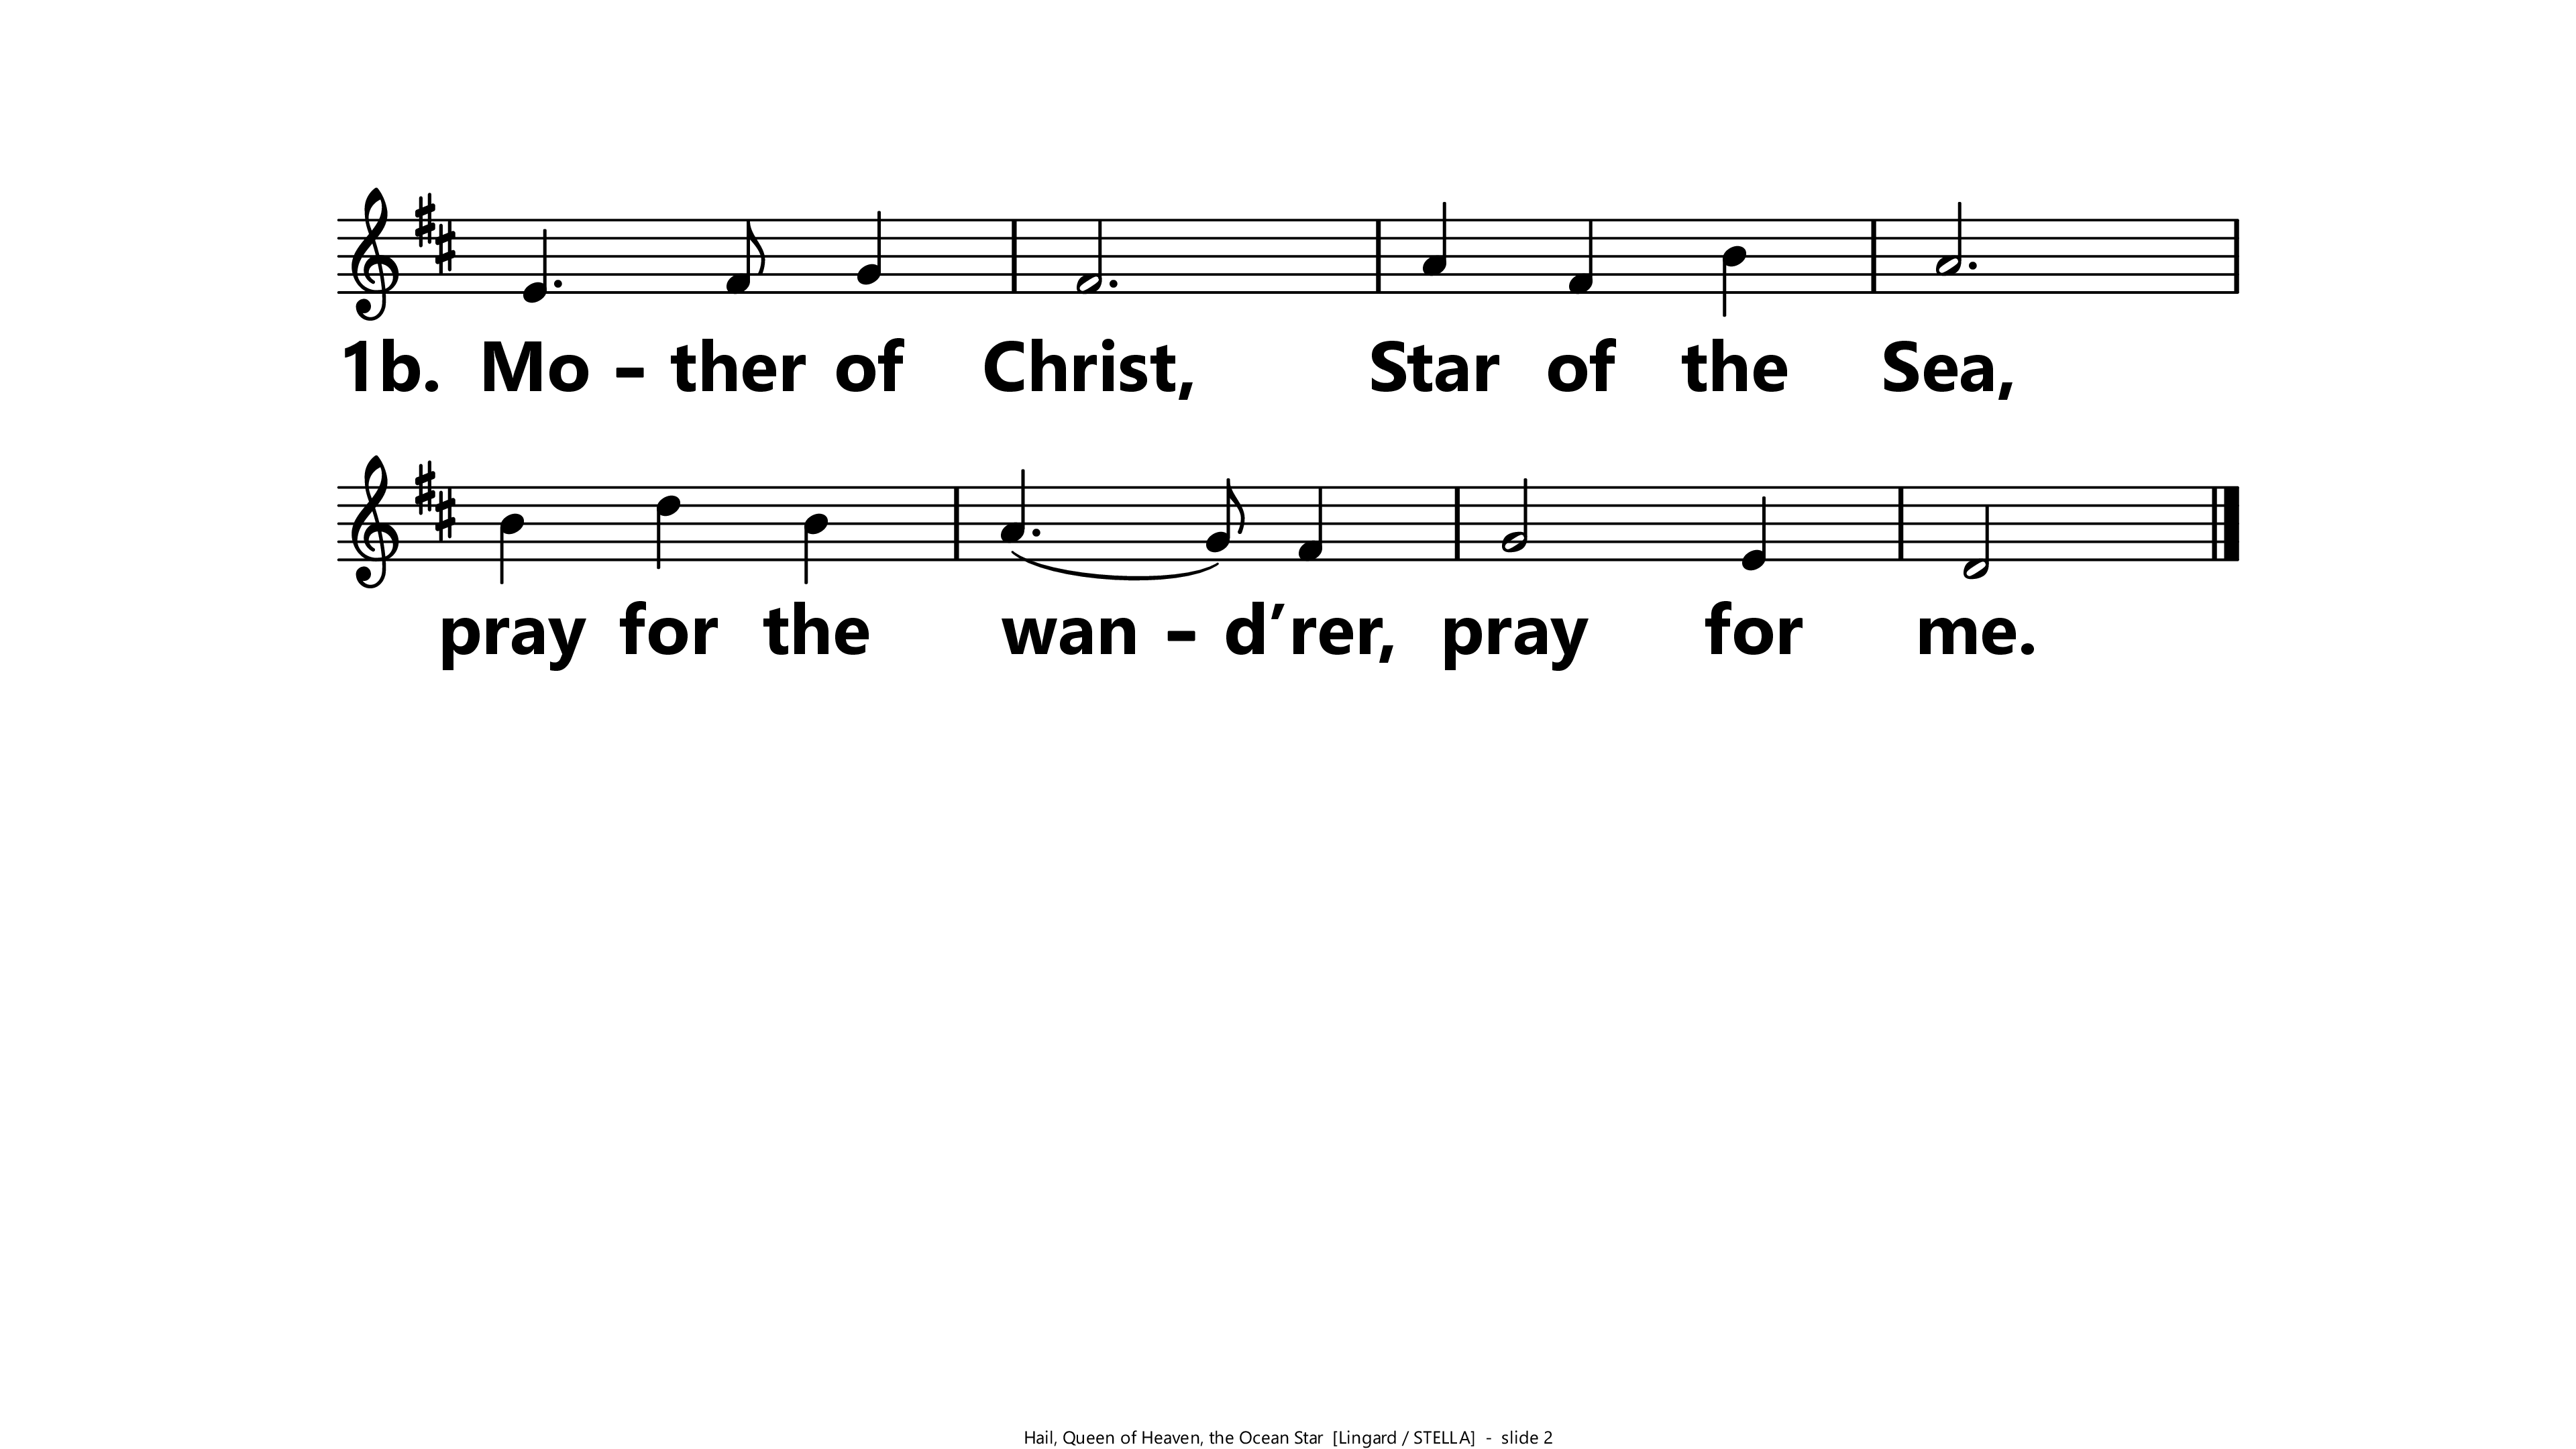 1b. Mo - ther of Christ, Star of the Sea,
pray for the wan - d’rer, pray for me.
Hail, Queen of Heaven, the Ocean Star [Lingard / STELLA] - slide 2